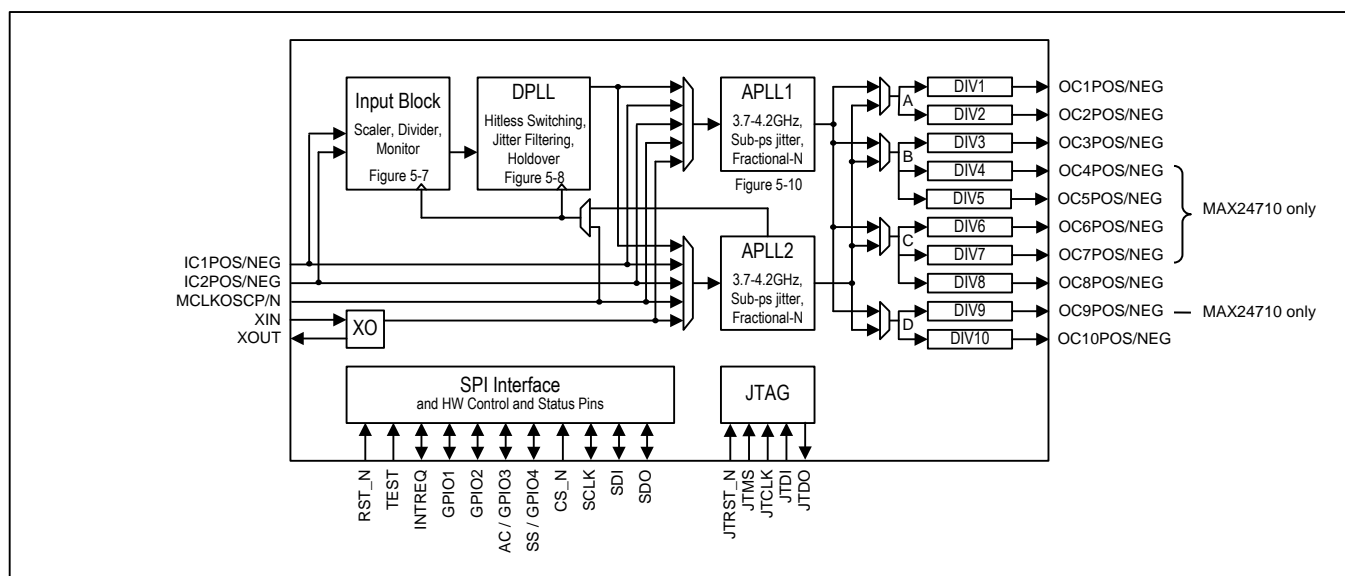 Input Block
Scaler, Divider,
Monitor
Figure 5-7
DPLL
Hitless Switching,
Jitter Filtering,
Holdover
Figure 5-8
APLL1
3.7-4.2GHz,
Sub-ps jitter,
Fractional-N
Figure 5-10
APLL2
3.7-4.2GHz,
Sub-ps jitter,
Fractional-N
A
B
C
D
DIV1
DIV2
DIV3
DIV4
DIV5
DIV6
DIV7
DIV8
DIV9
DIV10
OC1POS/NEG
OC2POS/NEG
OC3POS/NEG
OC4POS/NEG
OC5POS/NEG
OC6POS/NEG
OC7POS/NEG
OC8POS/NEG
OC9POS/NEG
OC10POS/NEG
MAX24710 only
MAX24710 only
IC1POS/NEG
IC2POS/NEG
MCLKOSCP/N
XIN
XOUT
XO
SPI Interface
and HW Control and Status Pins
JTAG
RST_N
TEST
INTREQ
GPIO1
GPIO2
AC / GPIO3
SS / GPIO4
CS_N
SCLK
SDI
SDO
JTRST_N
JTMS
JTCLK
JTDI
JTDO